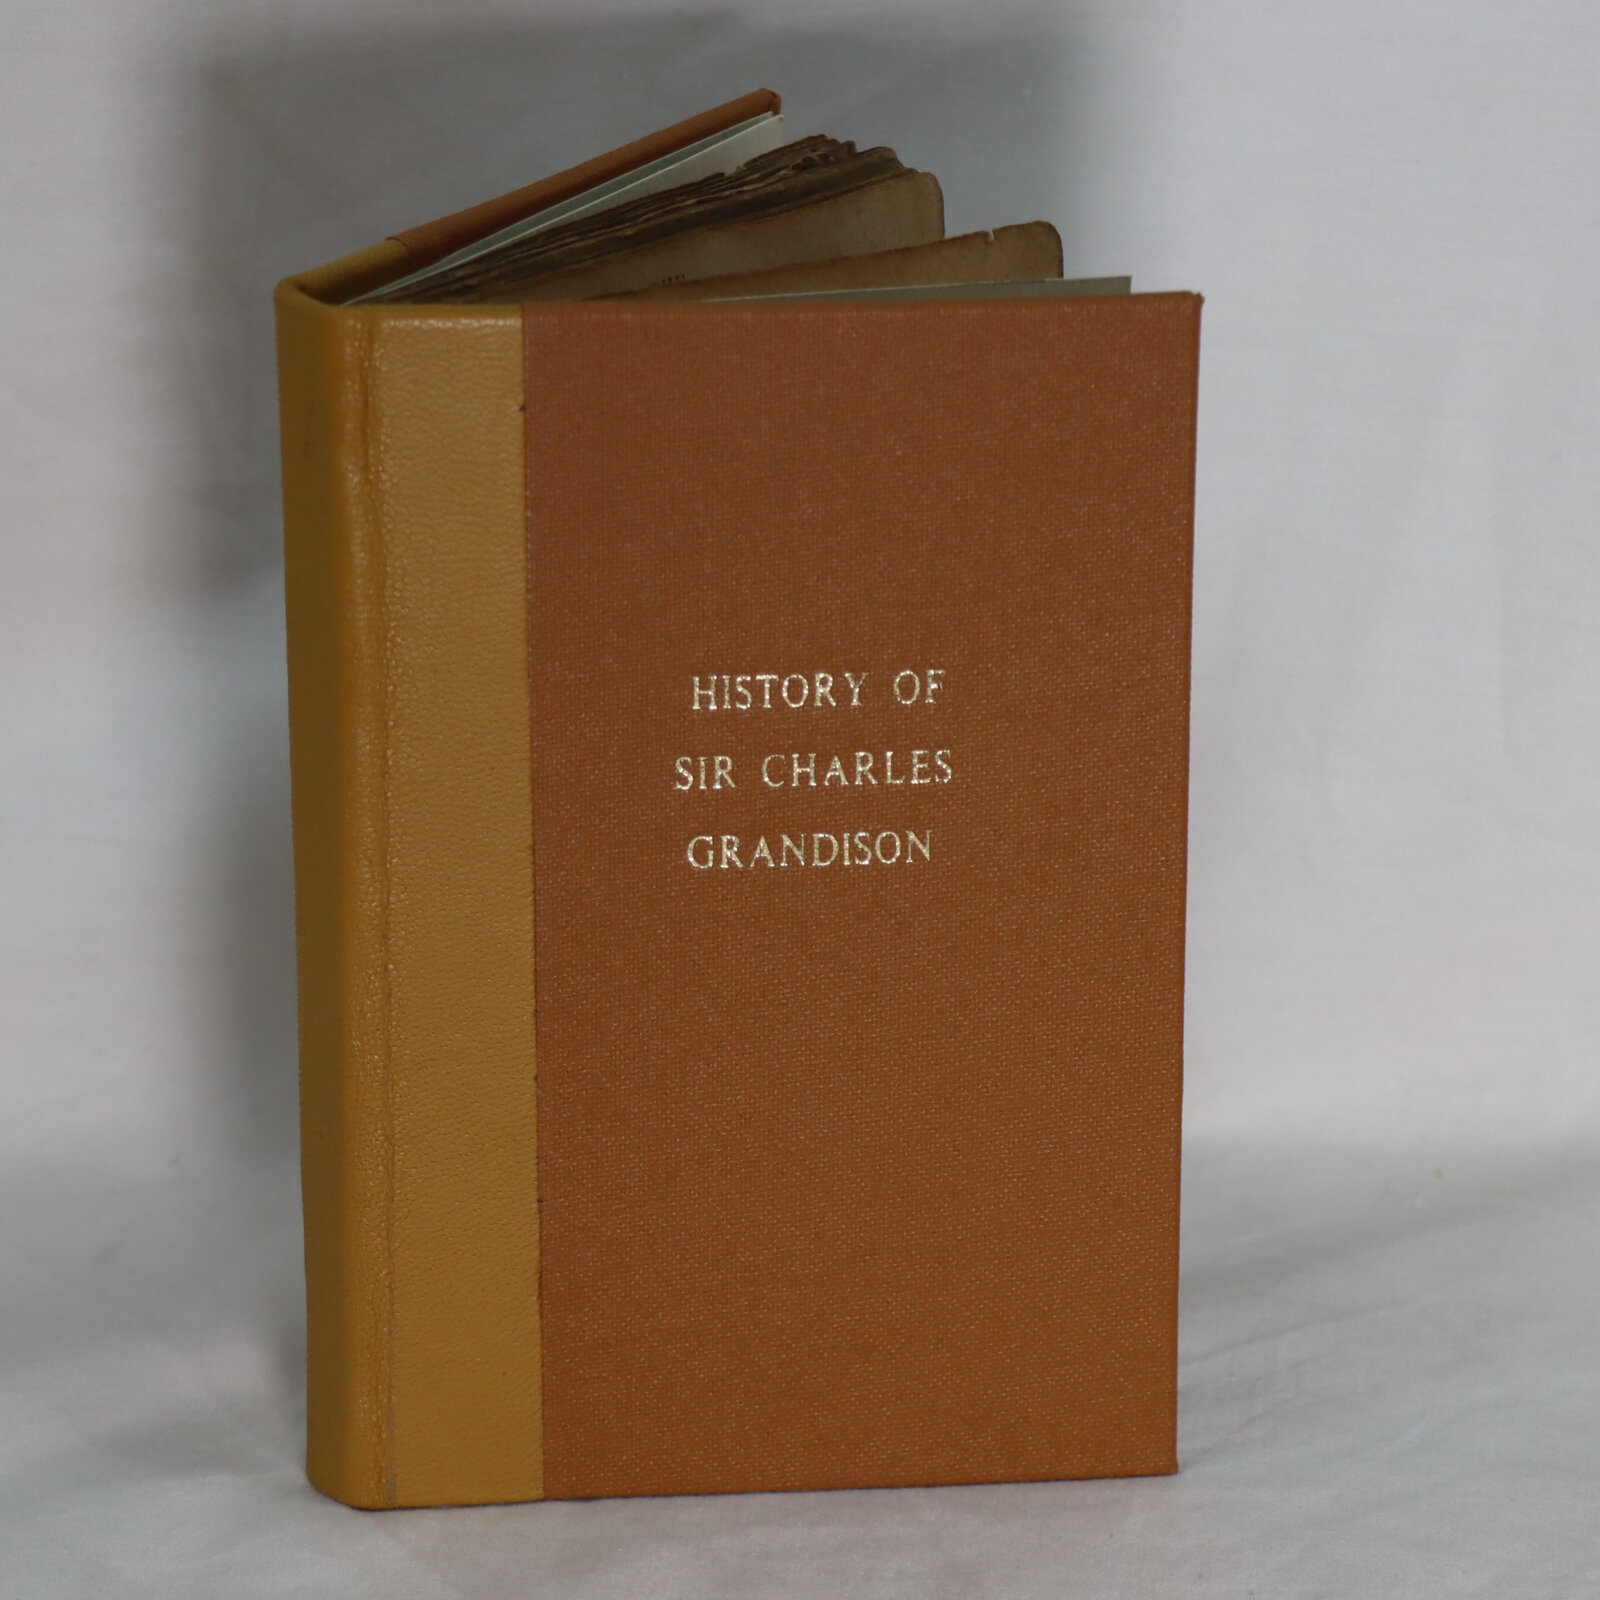 HISTORY OF
SIR CHARLES
GRANDISON